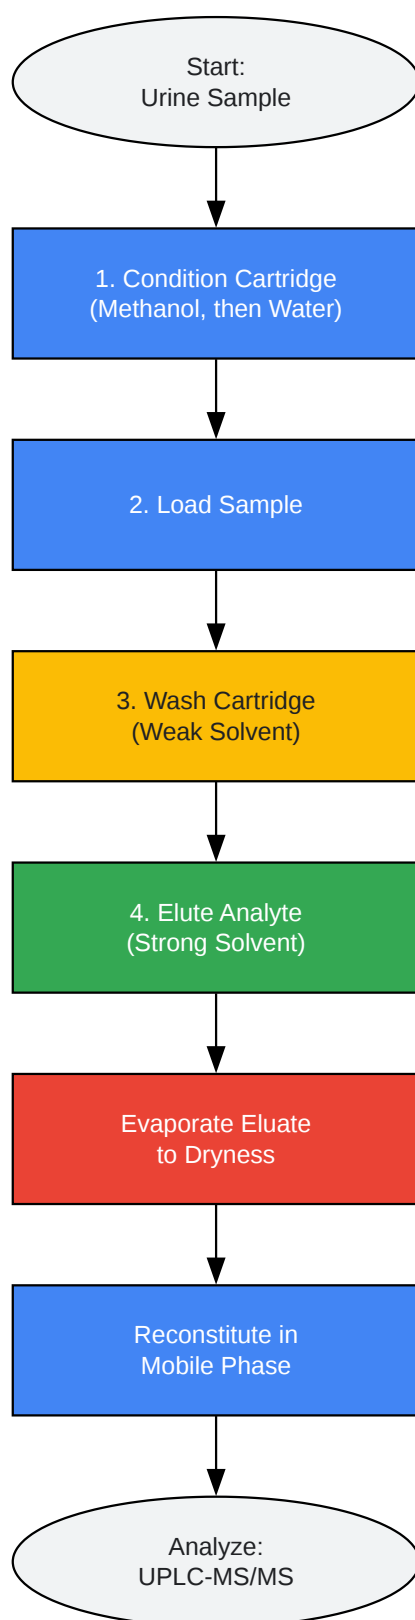 Start:
Urine Sample
1. Condition Cartridge
(Methanol, then Water)
2. Load Sample
3. Wash Cartridge
(Weak Solvent)
4. Elute Analyte
(Strong Solvent)
Evaporate Eluate
to Dryness
Reconstitute in
Mobile Phase
Analyze:
UPLC-MS/MS